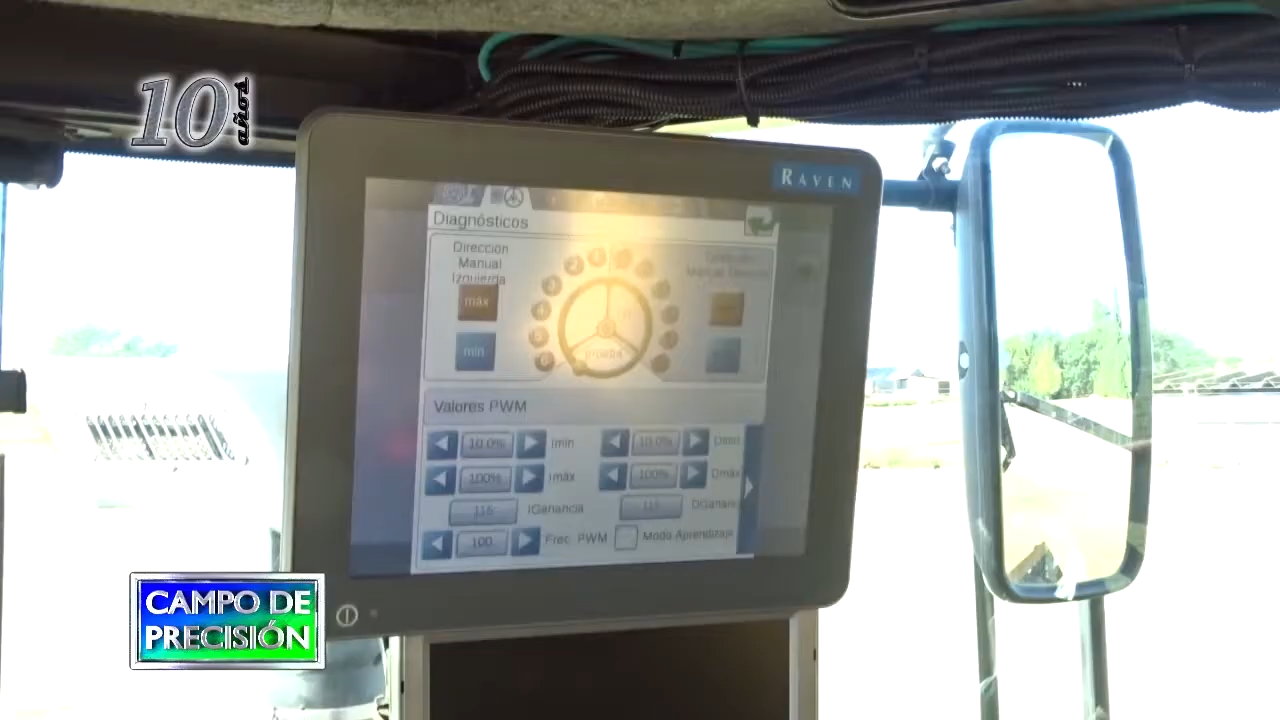 10 años
RAVEN
Diagnósticos
Dirección
Manual
Izquierda
máx
min
Valores PWM
10.0%
Imin
10.0%
100%
Imáx
100%
Dmáx
115
IGanancia
115
100
Frec. PWM
Modo Aprendizaje
CAMPO DE
PRECISIÓN